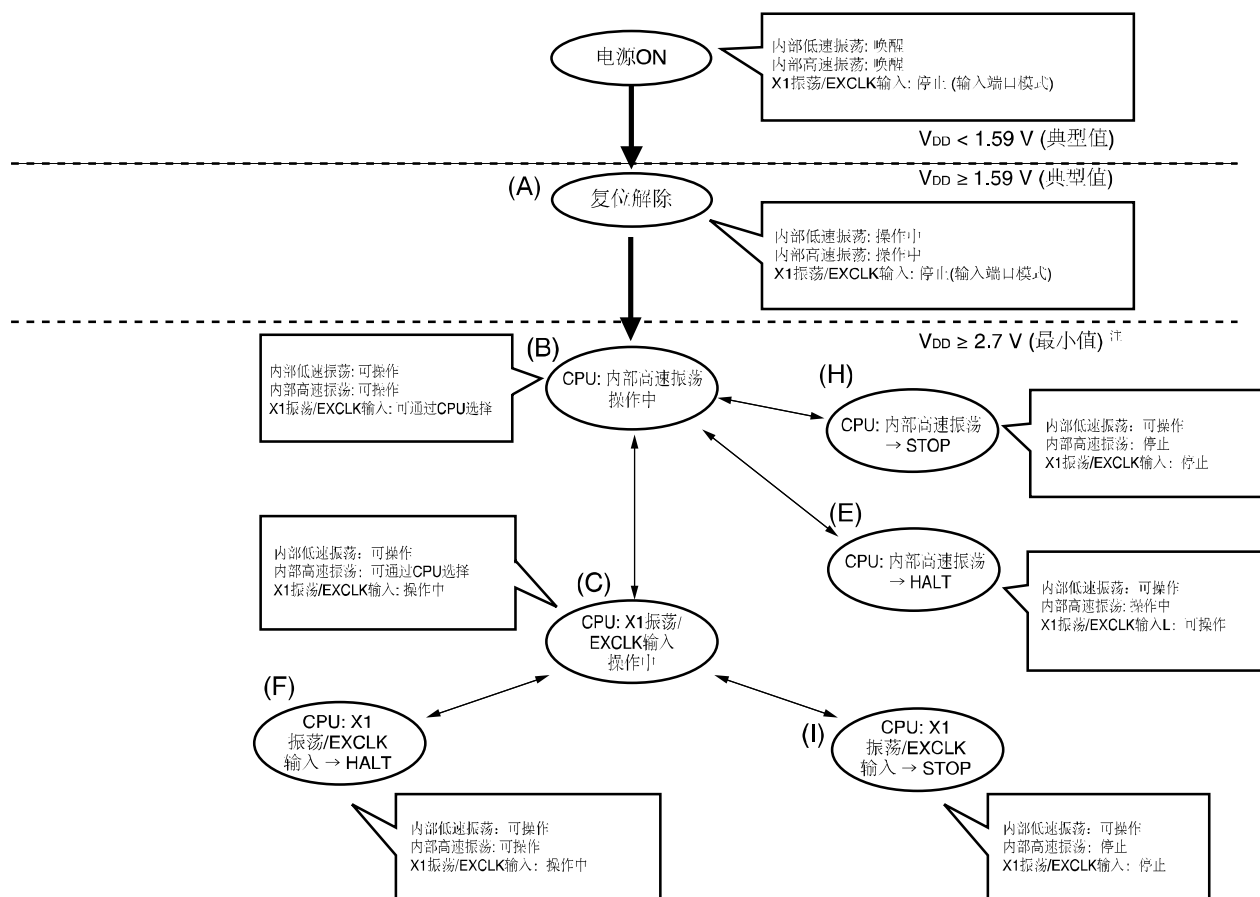 电源ON
内部低速振荡: 唤醒
内部高速振荡: 唤醒
X1振荡/EXCLK输入: 停止 (输入端口模式)
VDD < 1.59 V (典型值)
VDD ≥ 1.59 V (典型值)
(A)
复位解除
内部低速振荡: 操作中
内部高速振荡: 操作中
X1振荡/EXCLK输入: 停止(输入端口模式)
VDD ≥ 2.7 V (最小值) 注
(B)
CPU: 内部高速振荡
操作中
内部低速振荡: 可操作
内部高速振荡: 可操作
X1振荡/EXCLK输入: 可通过CPU选择
(H)
CPU: 内部高速振荡
→ STOP
内部低速振荡: 可操作
内部高速振荡: 停止
X1振荡/EXCLK输入: 停止
(E)
CPU: 内部高速振荡
→ HALT
内部低速振荡: 可操作
内部高速振荡: 操作中
X1振荡/EXCLK输入L: 可操作
内部低速振荡: 可操作
内部高速振荡: 可通过CPU选择
X1振荡/EXCLK输入: 操作中
(C)
CPU: X1振荡/
EXCLK输入
操作中
(F)
CPU: X1
振荡/EXCLK
输入 → HALT
(I)
CPU: X1
振荡/EXCLK
输入 → STOP
内部低速振荡: 可操作
内部高速振荡: 可操作
X1振荡/EXCLK输入: 操作中
内部低速振荡: 可操作
内部高速振荡: 停止
X1振荡/EXCLK输入: 停止